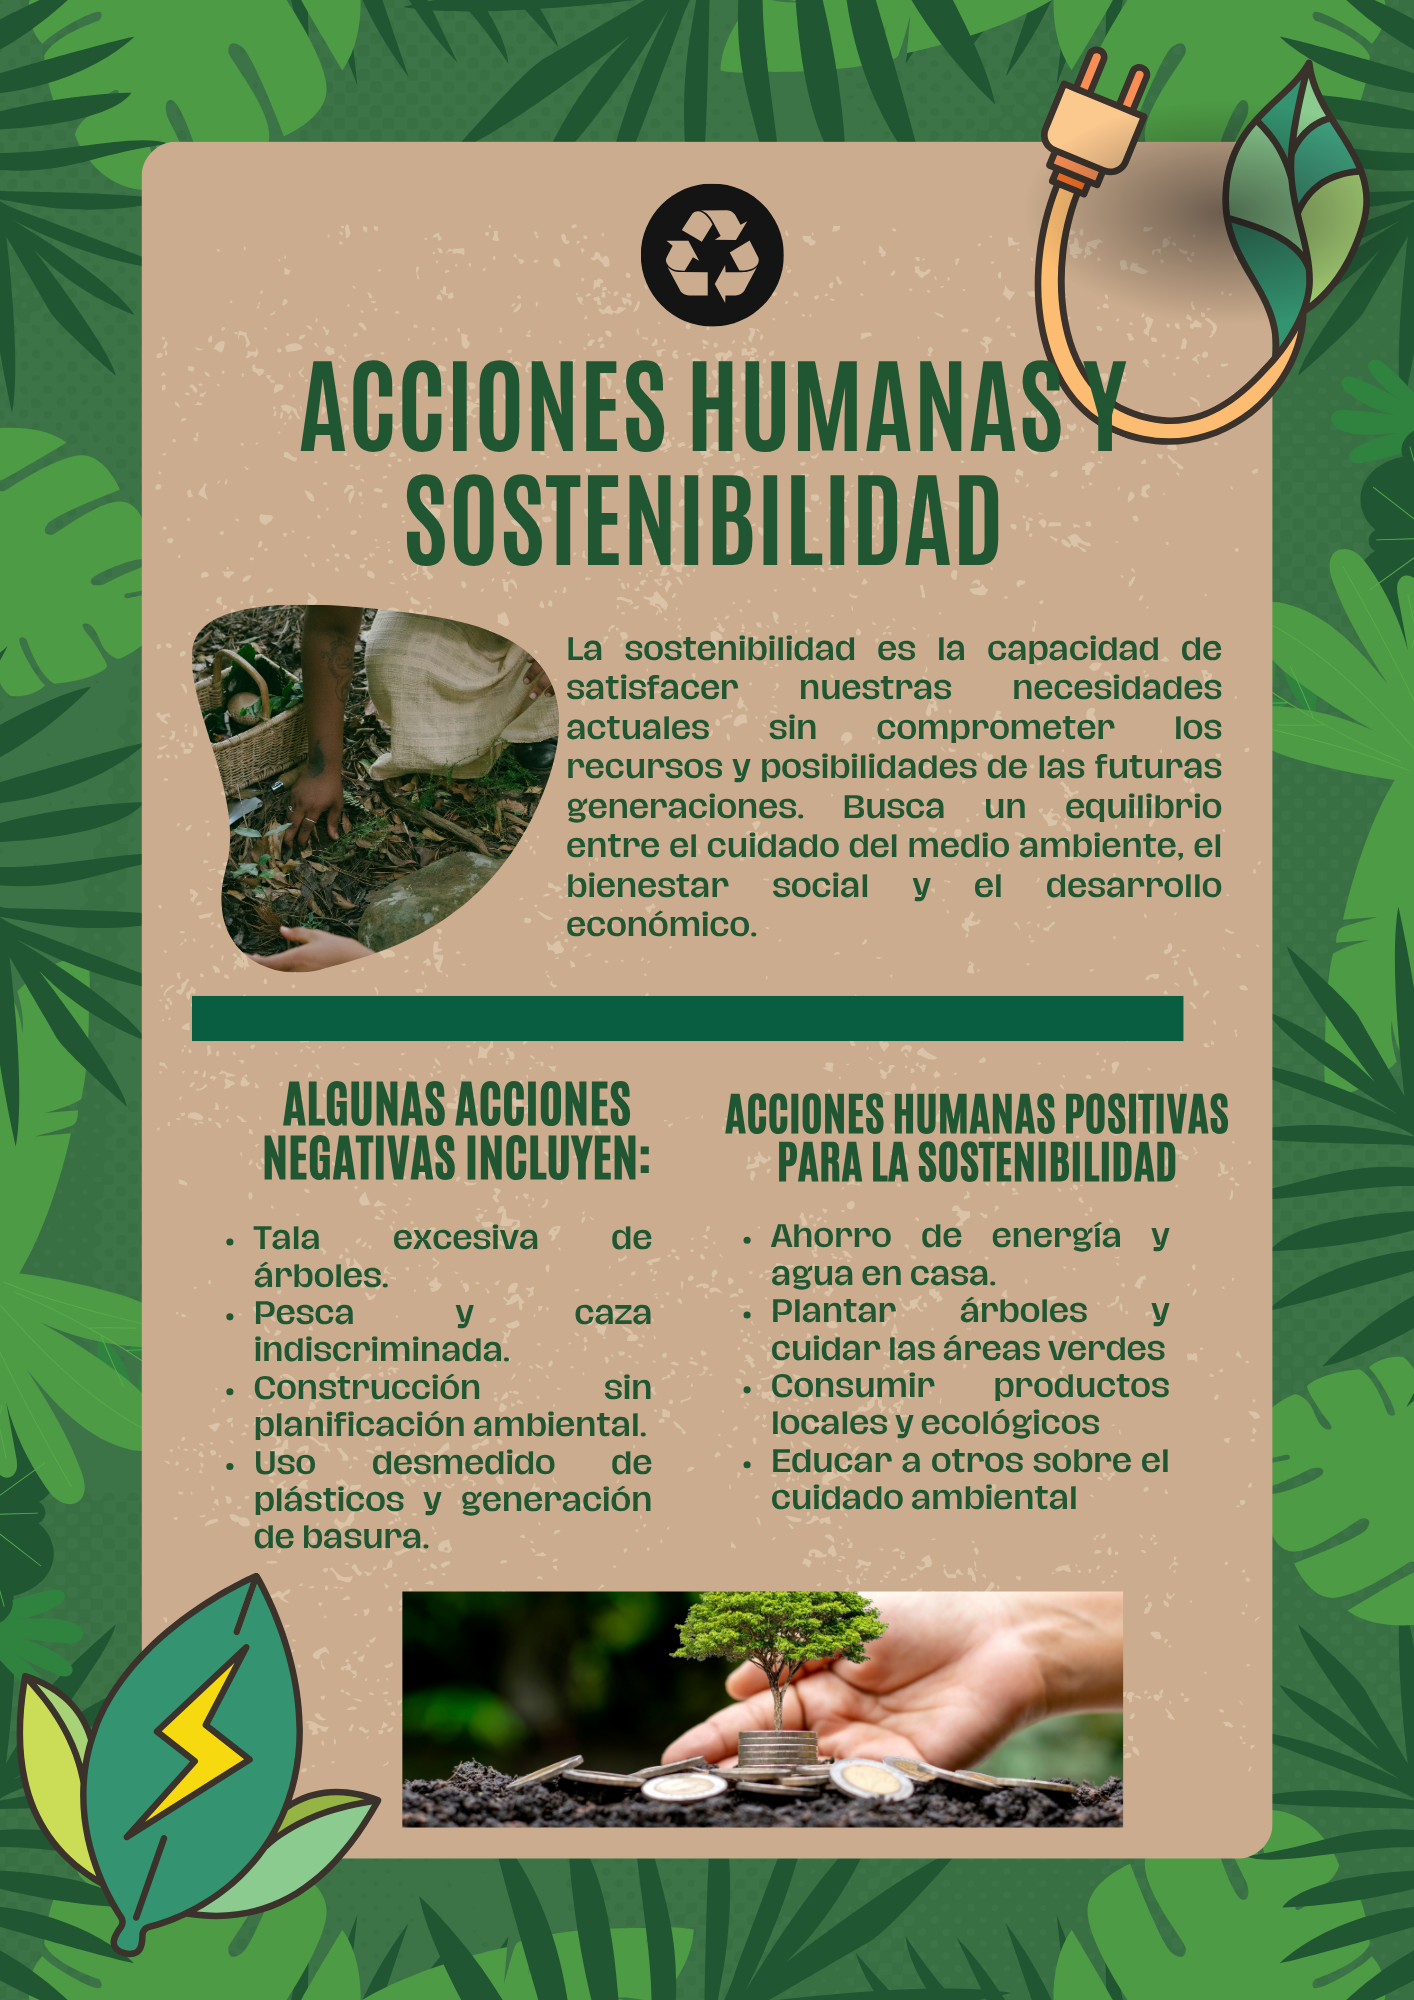 ACCIONES HUMANAS Y
SOSTENIBILIDAD
La sostenibilidad es la capacidad de
satisfacer nuestras necesidades
actuales sin comprometer los
recursos y posibilidades de las futuras
generaciones. Busca un equilibrio
entre el cuidado del medio ambiente, el
bienestar social y el desarrollo
económico.
ALGUNAS ACCIONES
NEGATIVAS INCLUYEN:
• Tala excesiva de
árboles.
• Pesca y caza
indiscriminada.
• Construcción sin
planificación ambiental.
• Uso desmedido de
plásticos y generación
de basura.
ACCIONES HUMANAS POSITIVAS
PARA LA SOSTENIBILIDAD
• Ahorro de energía y
agua en casa.
• Plantar árboles y
cuidar las áreas verdes
• Consumir productos
locales y ecológicos
• Educar a otros sobre el
cuidado ambiental